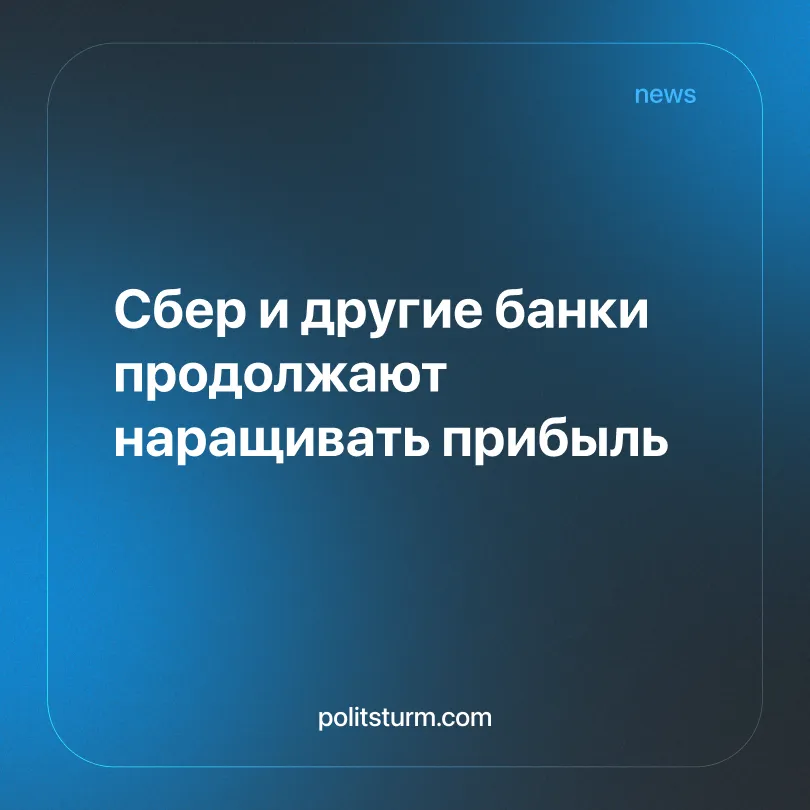 news
Сбер и другие банки
продолжают
наращивать прибыль
politsturm.com